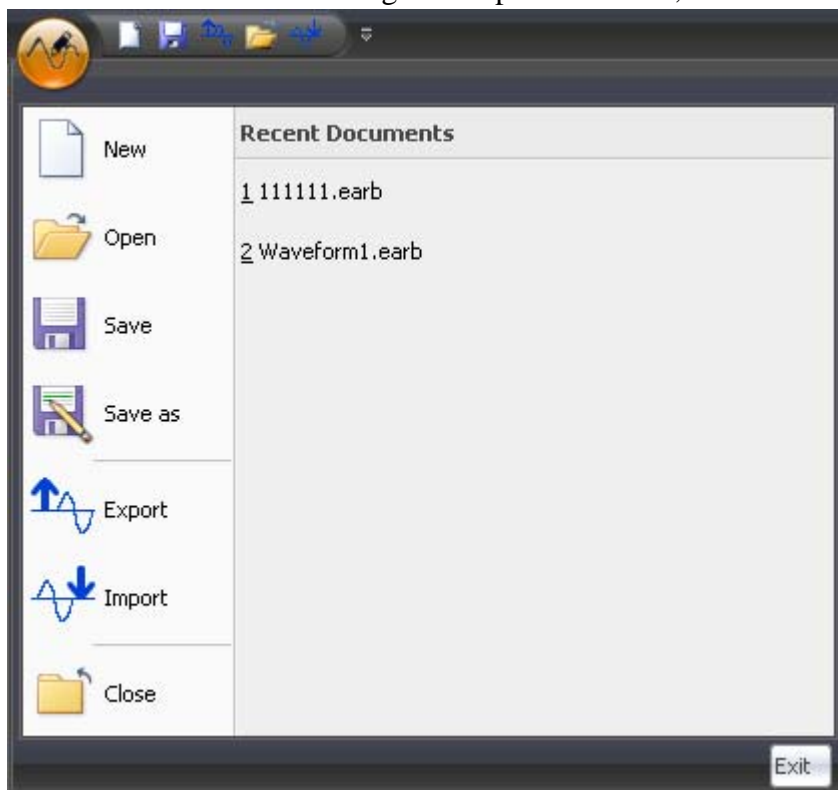 New
Open
Save
Save as
Export
Import
Close
Recent Documents
1 111111.earb
2 Waveform1.earb
Exit